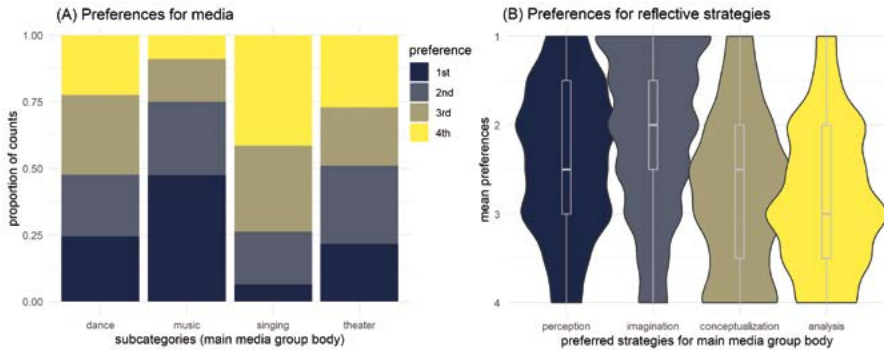 (A) Preferences for media
proportion of counts
1.00
0.75
0.50
0.25
0.00
dance music singing theater
subcategories (main media group body)
preference
1st
2nd
3rd
4th
(B) Preferences for reflective strategies
mean preferences
1
2
3
4
perception imagination conceptualization analysis
preferred strategies for main media group body